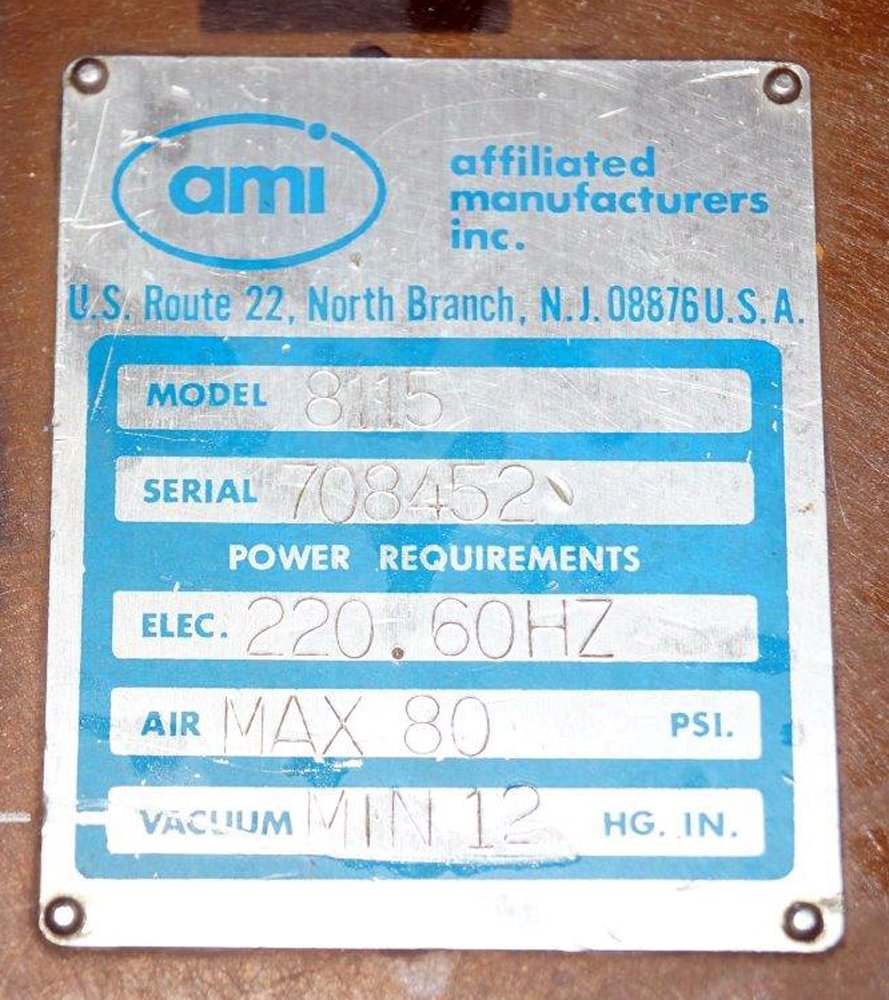 ami
affiliated
manufacturers
inc.
U.S. Route 22, North Branch, N.J. 08876 U.S.A.
MODEL 8115
SERIAL 708452
POWER REQUIREMENTS
ELEC. 220. 60HZ
AIR MAX 80 PSI.
VACUUM MIN 12 HG. IN.